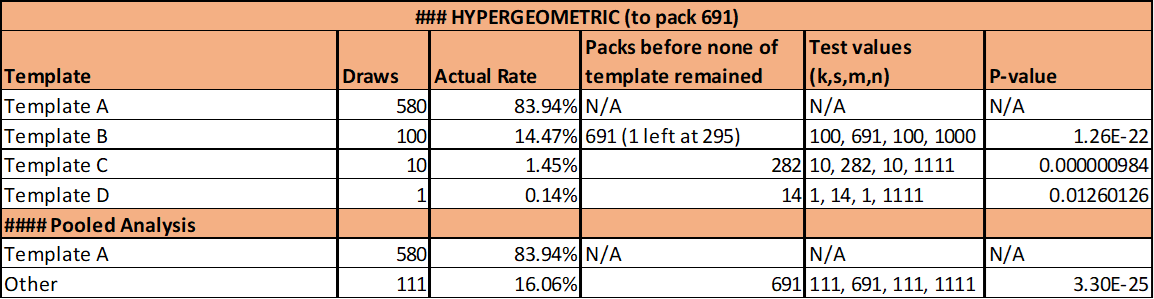 ### HYPERGEOMETRIC (to pack 691)
Template Draws Actual Rate Packs before none of template remained Test values (k,s,m,n) P-value
Template A 580 83.94% N/A N/A N/A
Template B 100 14.47% 691 (1 left at 295) 100, 691, 100, 1000 1.26E-22
Template C 10 1.45% 282 10, 282, 10, 1111 0.000000984
Template D 1 0.14% 14 1, 14, 1, 1111 0.01260126
#### Pooled Analysis
Template A 580 83.94% N/A N/A N/A
Other 111 16.06% 691 111, 691, 111, 1111 3.30E-25